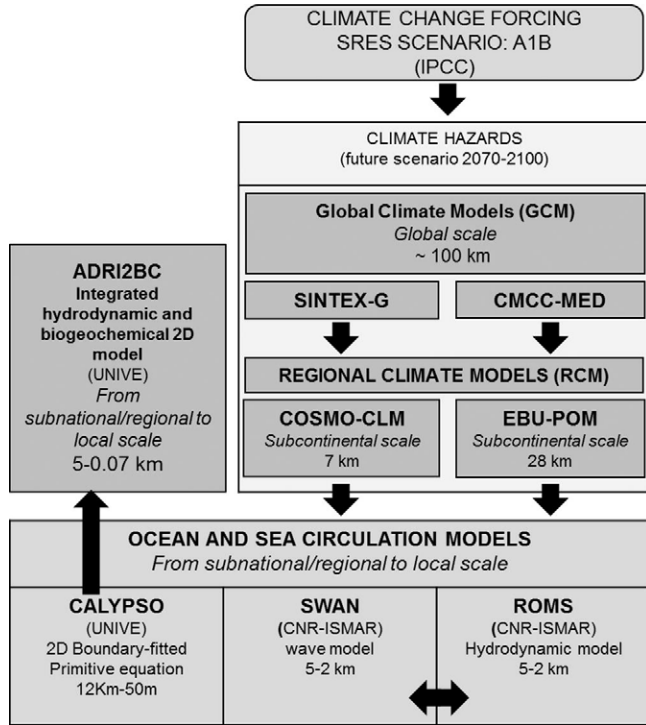 CLIMATE CHANGE FORCING
SRES SCENARIO: A1B
(IPCC)
CLIMATE HAZARDS
(future scenario 2070-2100)
Global Climate Models (GCM)
Global scale
~ 100 km
SINTEX-G
CMCC-MED
REGIONAL CLIMATE MODELS (RCM)
COSMO-CLM
Subcontinental scale
7 km
EBU-POM
Subcontinental scale
28 km
ADRI2BC
Integrated
hydrodynamic and
biogeochemical 2D
model
(UNIVE)
From
subnational/regional to
local scale
5-0.07 km
OCEAN AND SEA CIRCULATION MODELS
From subnational/regional to local scale
CALYPSO
(UNIVE)
2D Boundary-fitted
Primitive equation
12Km-50m
SWAN
(CNR-ISMAR)
wave model
5-2 km
ROMS
(CNR-ISMAR)
Hydrodynamic model
5-2 km